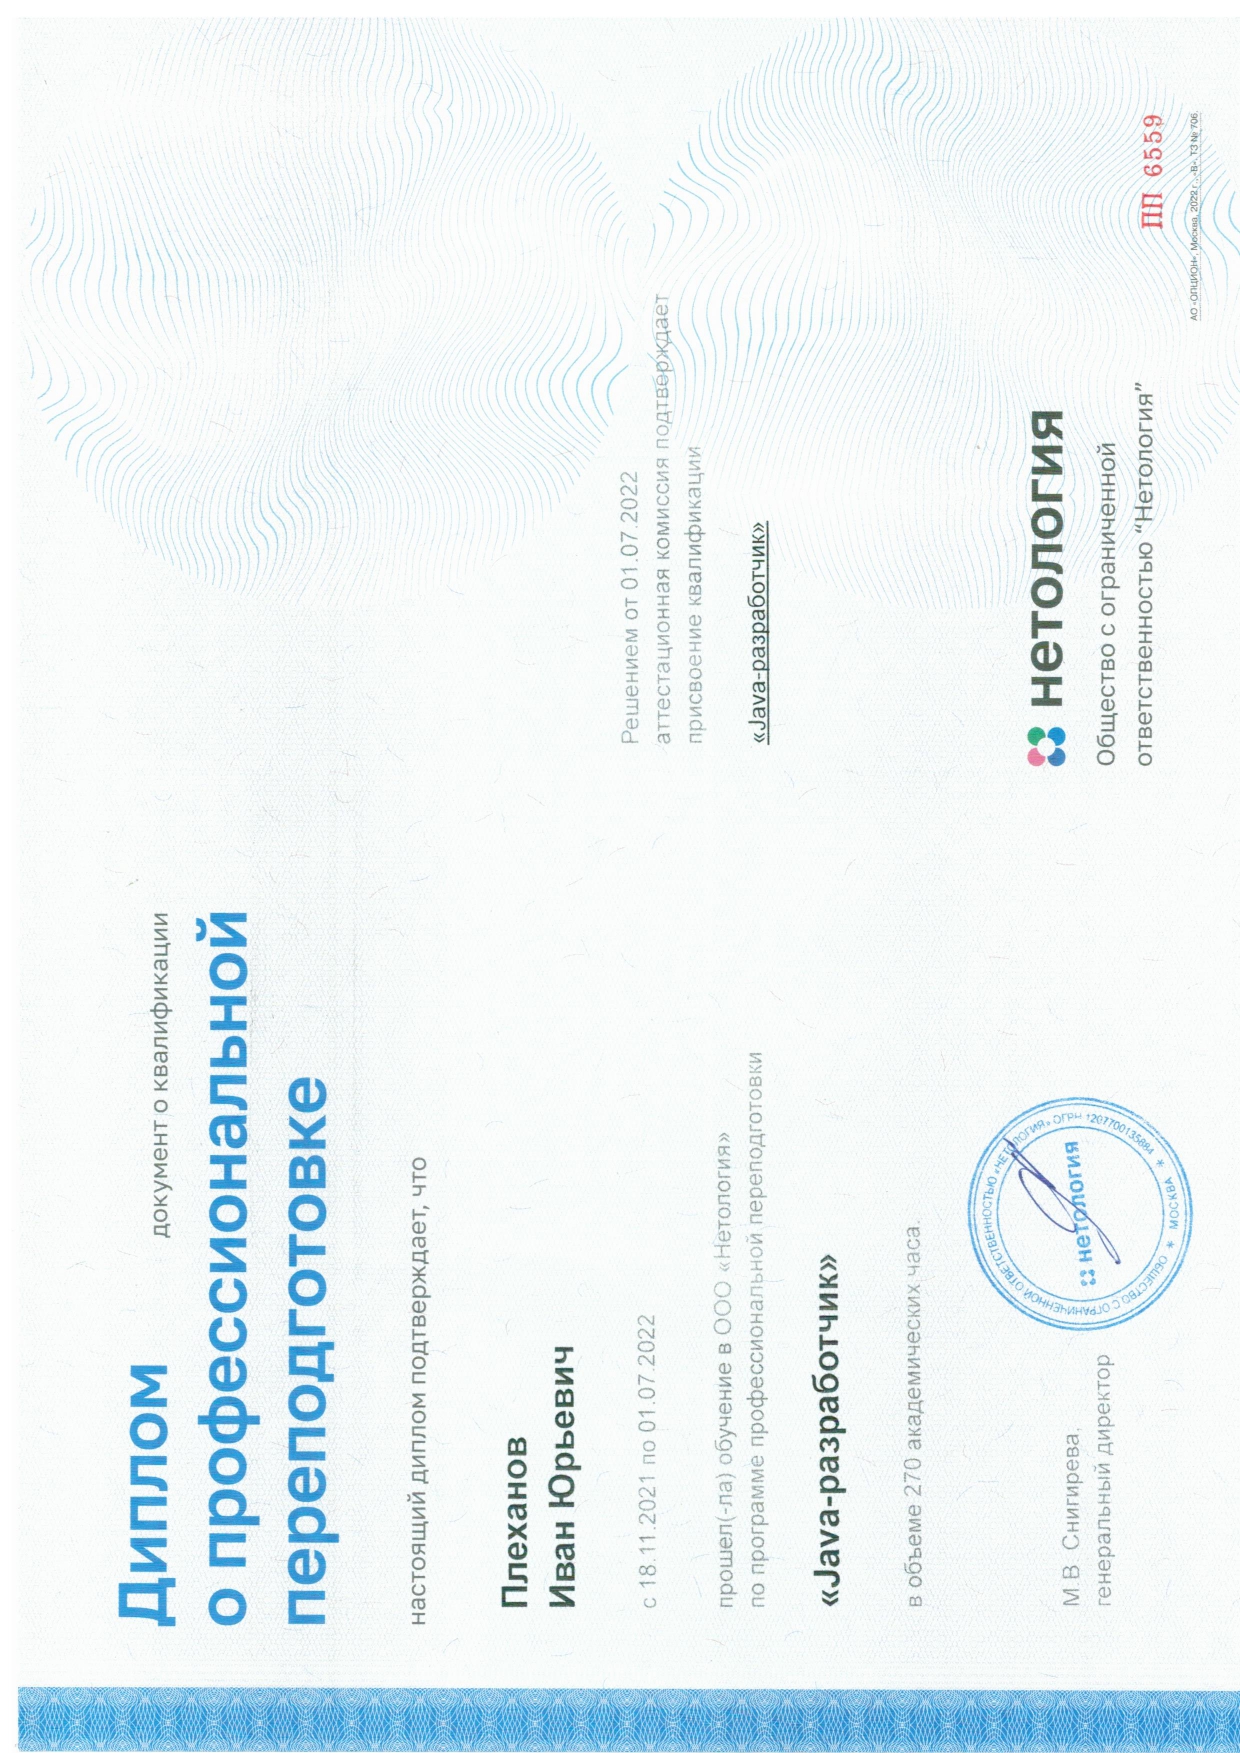 Диплом
документ о квалификации
о профессиональной
переподготовке
настоящий диплом подтверждает, что
Плеханов
Иван Юрьевич
с 18.11.2021 по 01.07.2022
прошел(-ла) обучение в ООО «Нетология»
по программе профессиональной переподготовки
«Java-разработчик»
в объеме 270 академических часа.
М.В. Снигирева,
генеральный директор
ОБЩЕСТВО С ОГРАНИЧЕННОЙ ОТВЕТСТВЕННОСТЬЮ «НЕТОЛОГИЯ» ОГРН 1207700135884
* МОСКВА *
нетология
Решением от 01.07.2022
аттестационная комиссия подтверждает
присвоение квалификации
«Java-разработчик»
нетология
Общество с ограниченной
ответственностью “Нетология”
ПП 6559
АО «ОПЦИОН», Москва, 2022 г., «В». ТЗ № 706.